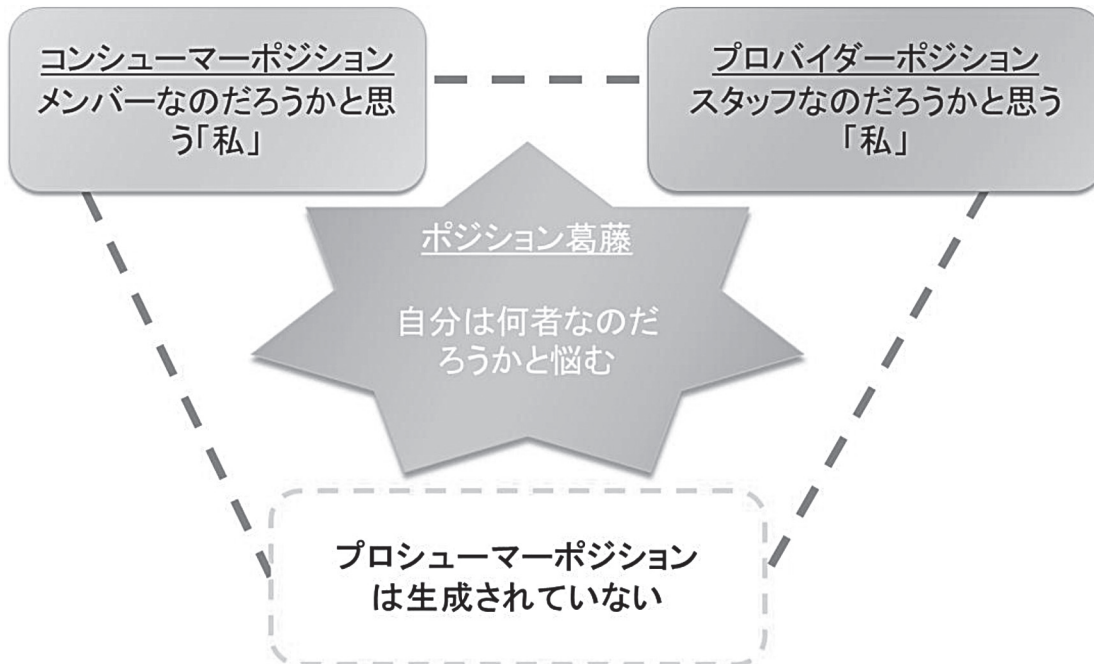 コンシューマーポジション
メンバーなのだろうかと思
う「私」
プロバイダーポジション
スタッフなのだろうかと思う
「私」
ポジション葛藤
自分は何者なのだ
ろうかと悩む
プロシューマーポジション
は生成されていない